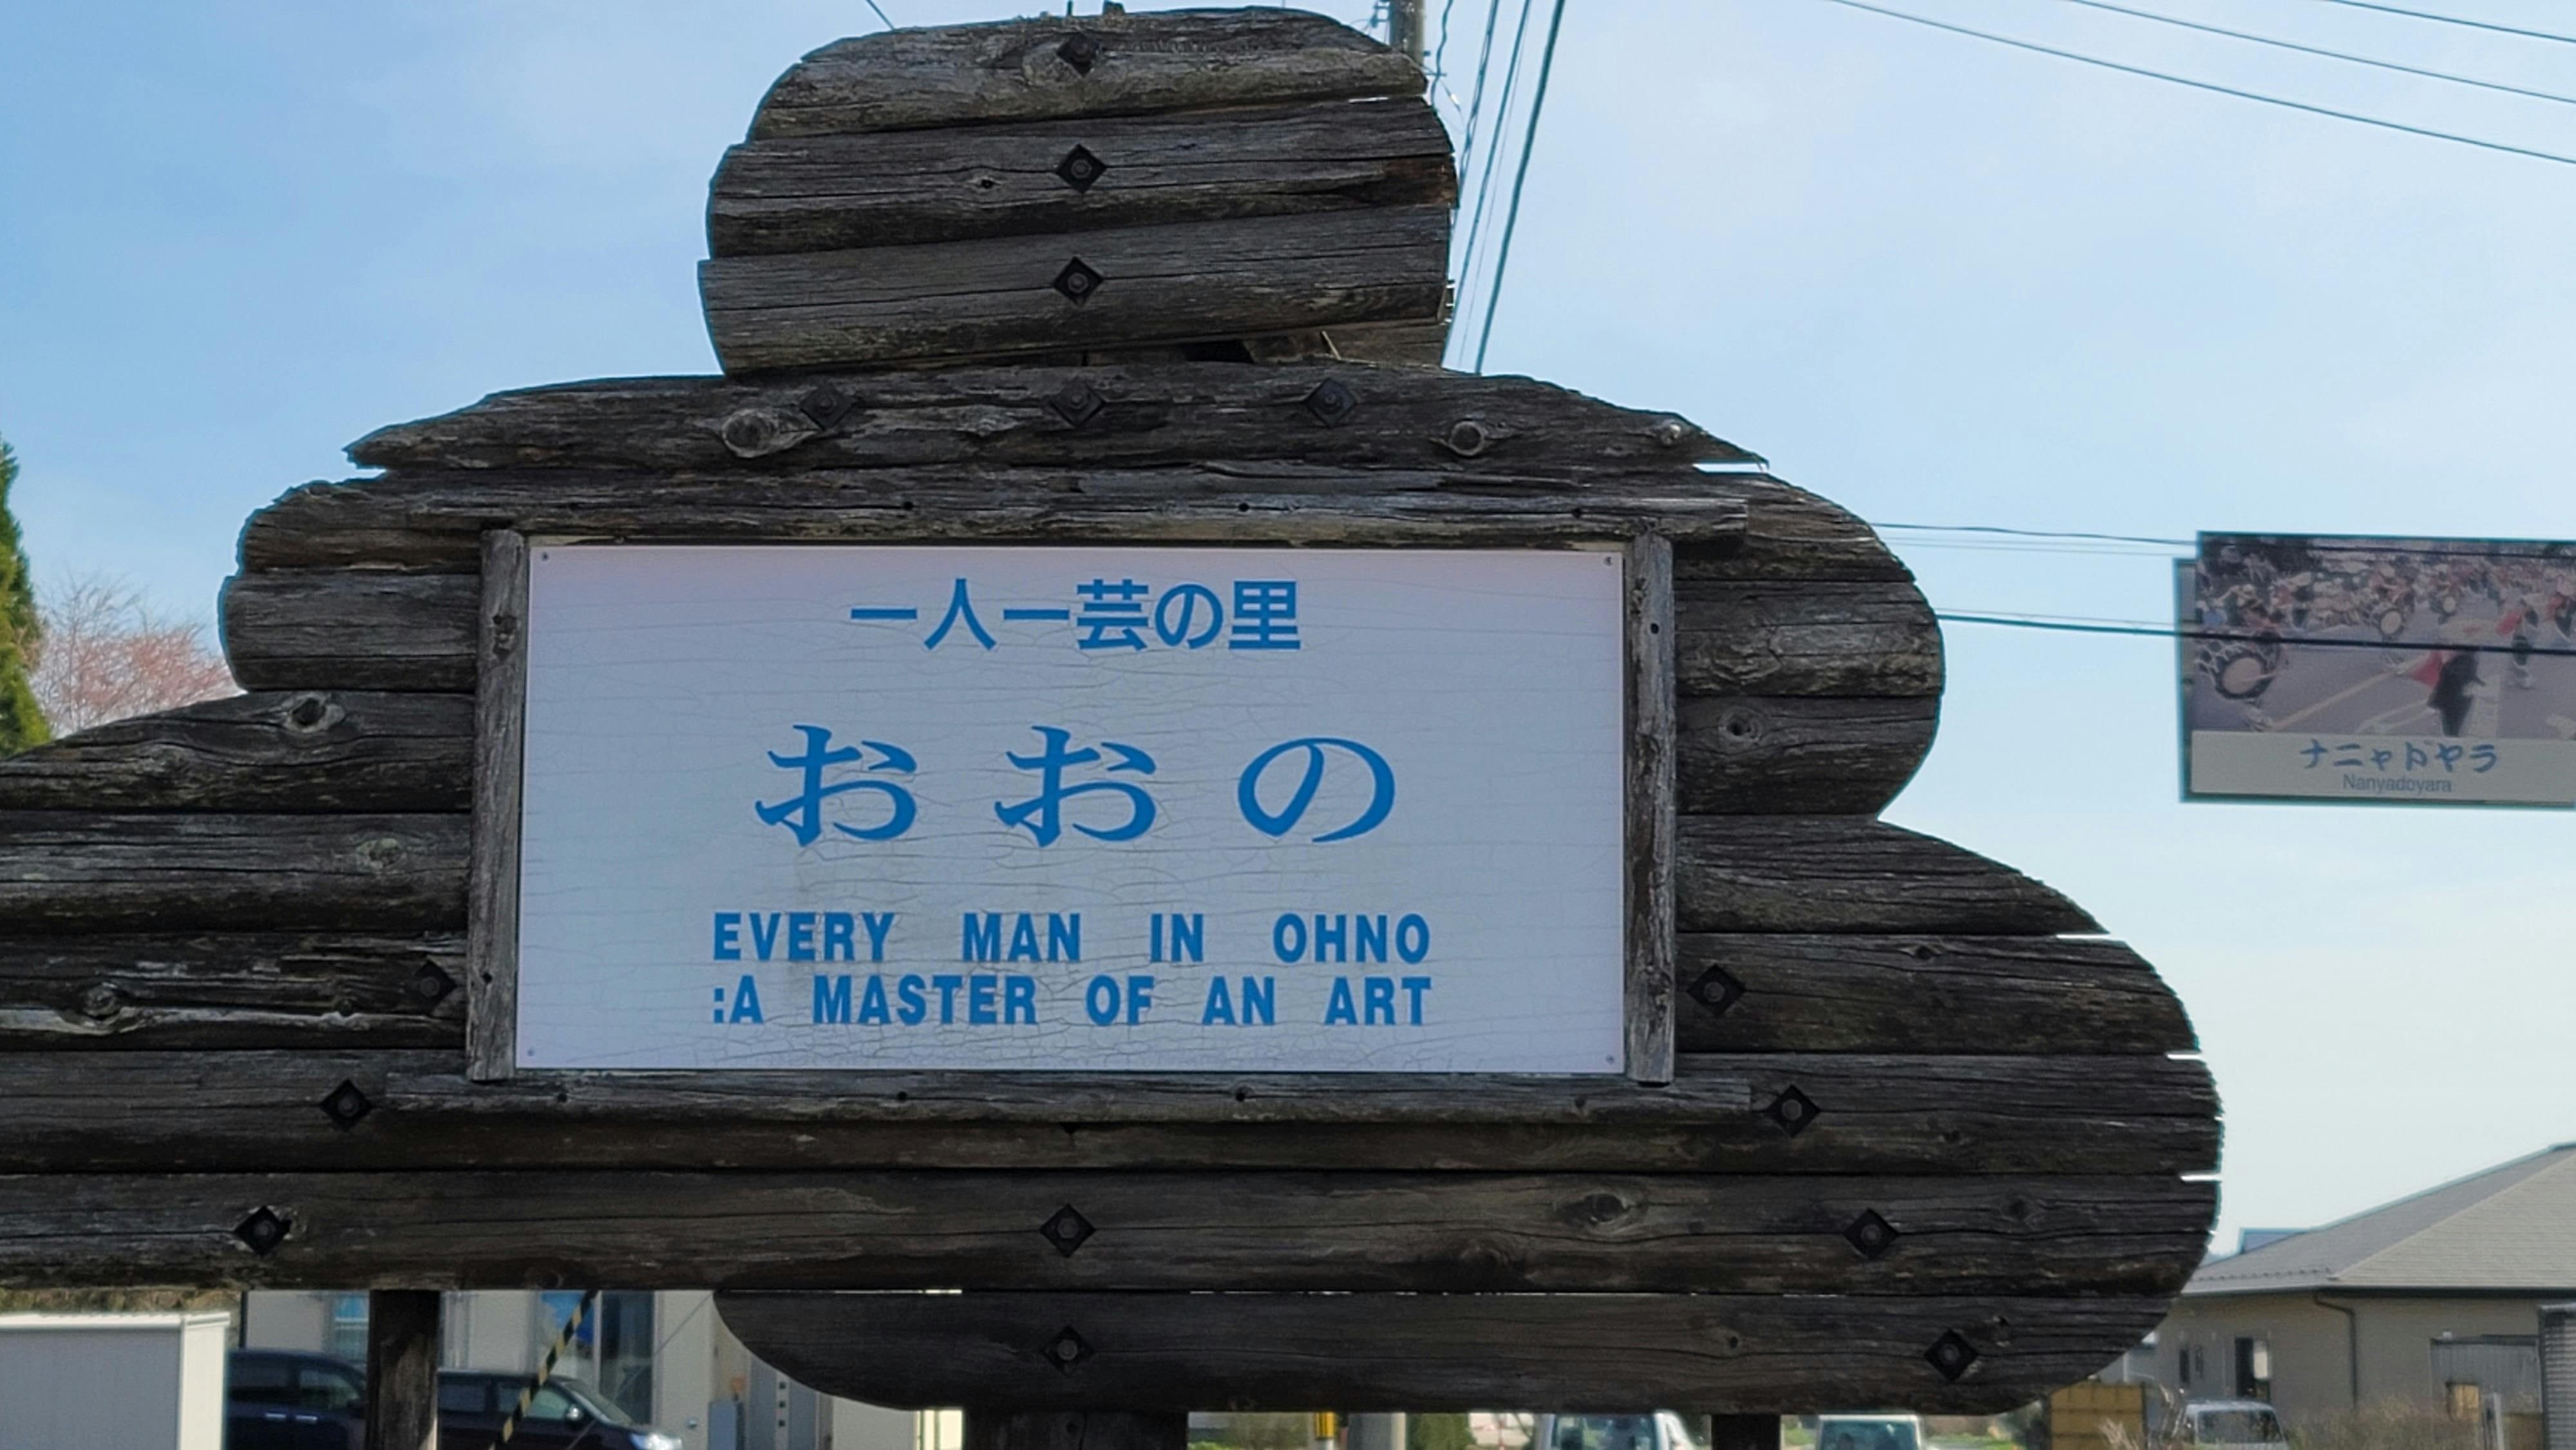 一人一芸の里
おおの
EVERY MAN IN OHNO
:A MASTER OF AN ART
ナニャドヤラ
Nanyadoyara